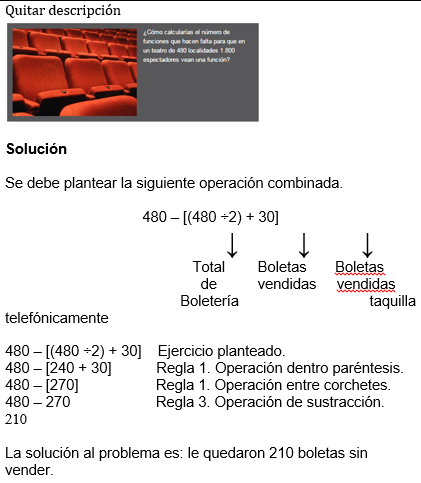 Quitar descripción
¿Cómo calcularías el número de
funciones que hacen falta para que en
un teatro de 480 localidades 1.600
espectadores vean una función?
Solución
Se debe plantear la siguiente operación combinada.
480 – [(480 ÷2) + 30]
↓ ↓ ↓
Total Boletas Boletas
de vendidas vendidas
Boletería taquilla
telefónicamente
480 – [(480 ÷2) + 30] Ejercicio planteado.
480 – [240 + 30] Regla 1. Operación dentro paréntesis.
480 – [270] Regla 1. Operación entre corchetes.
480 – 270 Regla 3. Operación de sustracción.
210
La solución al problema es: le quedaron 210 boletas sin
vender.